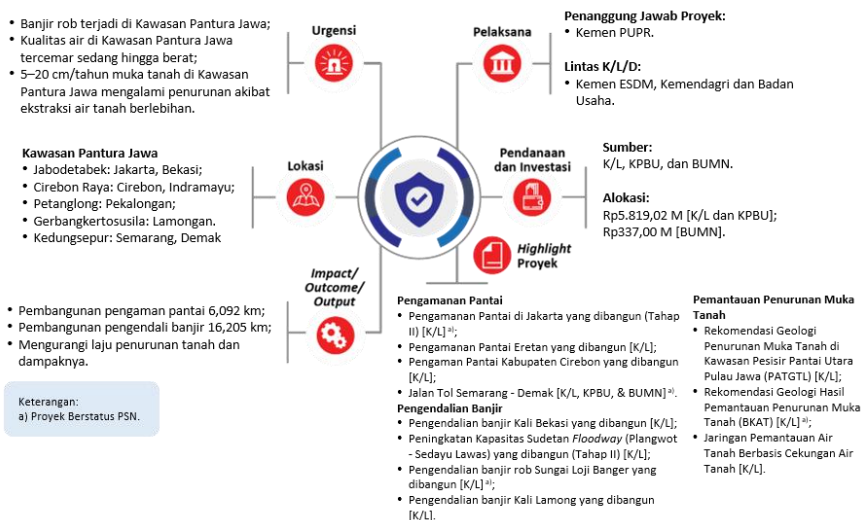 Urgensi
• Banjir rob terjadi di Kawasan Pantura Jawa;
• Kualitas air di Kawasan Pantura Jawa
tercemar sedang hingga berat;
• 5–20 cm/tahun muka tanah di Kawasan
Pantura Jawa mengalami penurunan akibat
ekstraksi air tanah berlebihan.
Pelaksana
Penanggung Jawab Proyek:
• Kemen PUPR.
Lintas K/L/D:
• Kemen ESDM, Kemendagri dan Badan
Usaha.
Lokasi
Kawasan Pantura Jawa
• Jabodetabek: Jakarta, Bekasi;
• Cirebon Raya: Cirebon, Indramayu;
• Petanglong: Pekalongan;
• Gerbangkertosusila: Lamongan.
• Kedungsepur: Semarang, Demak
Pendanaan
dan Investasi
Sumber:
K/L, KPBU, dan BUMN.
Alokasi:
Rp5.819,02 M [K/L dan KPBU];
Rp337,00 M [BUMN].
Impact/
Outcome/
Output
• Pembangunan pengaman pantai 6,092 km;
• Pembangunan pengendali banjir 16,205 km;
• Mengurangi laju penurunan tanah dan
dampaknya.
Keterangan:
a) Proyek Berstatus PSN.
Highlight
Proyek
Pengamanan Pantai
• Pengamanan Pantai di Jakarta yang dibangun (Tahap
II) [K/L] a);
• Pengamanan Pantai Eretan yang dibangun [K/L];
• Pengaman Pantai Kabupaten Cirebon yang dibangun
[K/L];
• Jalan Tol Semarang - Demak [K/L, KPBU, & BUMN] a).
Pengendalian Banjir
• Pengendalian banjir Kali Bekasi yang dibangun [K/L];
• Peningkatan Kapasitas Sudetan Floodway (Plangwot
- Sedayu Lawas) yang dibangun (Tahap II) [K/L];
• Pengendalian banjir rob Sungai Loji Banger yang
dibangun [K/L] a);
• Pengendalian banjir Kali Lamong yang dibangun
[K/L].
Pemantauan Penurunan Muka
Tanah
• Rekomendasi Geologi
Penurunan Muka Tanah di
Kawasan Pesisir Pantai Utara
Pulau Jawa (PATGTL) [K/L];
• Rekomendasi Geologi Hasil
Pemantauan Penurunan Muka
Tanah (BKAT) [K/L] a);
• Jaringan Pemantauan Air
Tanah Berbasis Cekungan Air
Tanah [K/L].